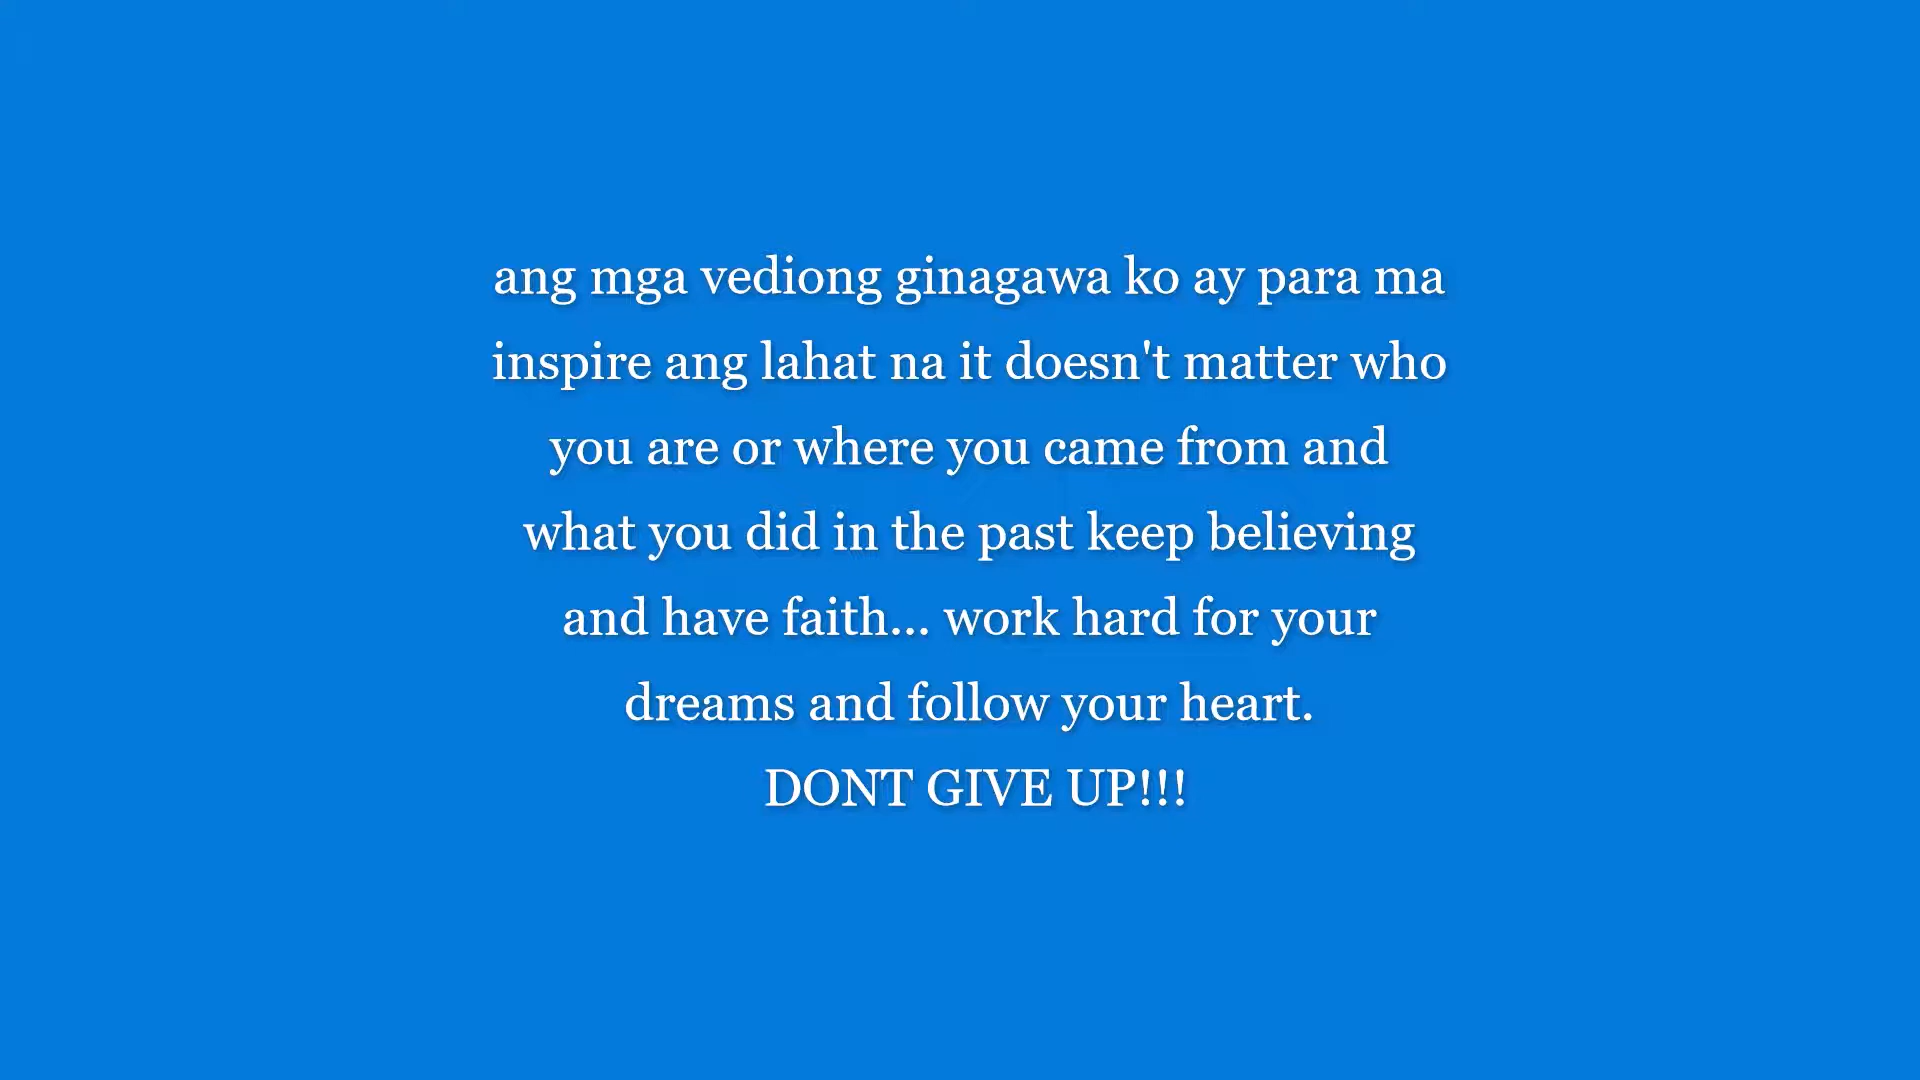 ang mga vediong ginagawa ko ay para ma
inspire ang lahat na it doesn't matter who
you are or where you came from and
what you did in the past keep believing
and have faith... work hard for your
dreams and follow your heart.
DONT GIVE UP!!!